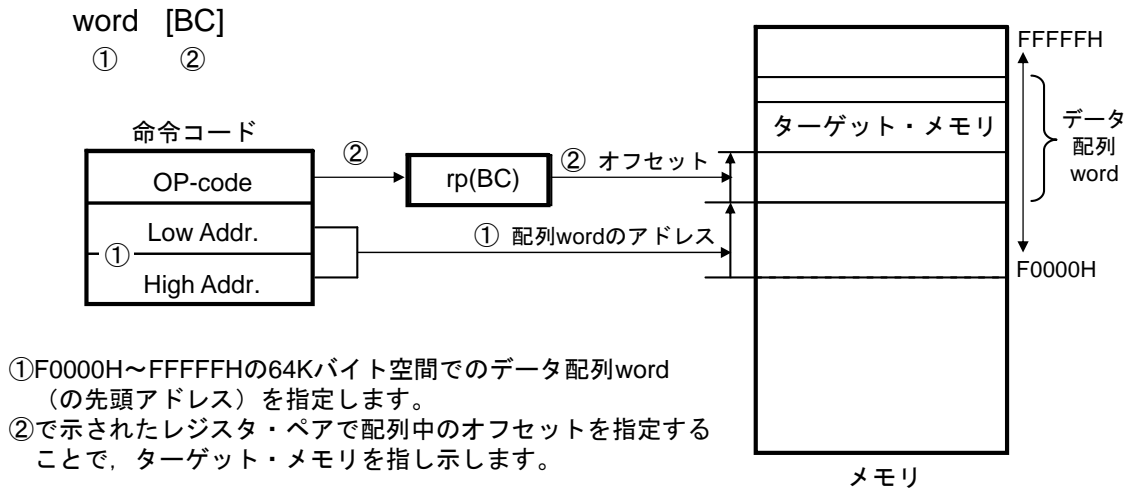 word [BC]
① ②
命令コード
OP-code
Low Addr.
①
High Addr.
②
rp(BC)
② オフセット
① 配列wordのアドレス
FFFFFH
ターゲット・メモリ
データ
配列
word
F0000H
メモリ
①F0000H～FFFFFHの64Kバイト空間でのデータ配列word
（の先頭アドレス）を指定します。
②で示されたレジスタ・ペアで配列中のオフセットを指定する
ことで，ターゲット・メモリを指し示します。